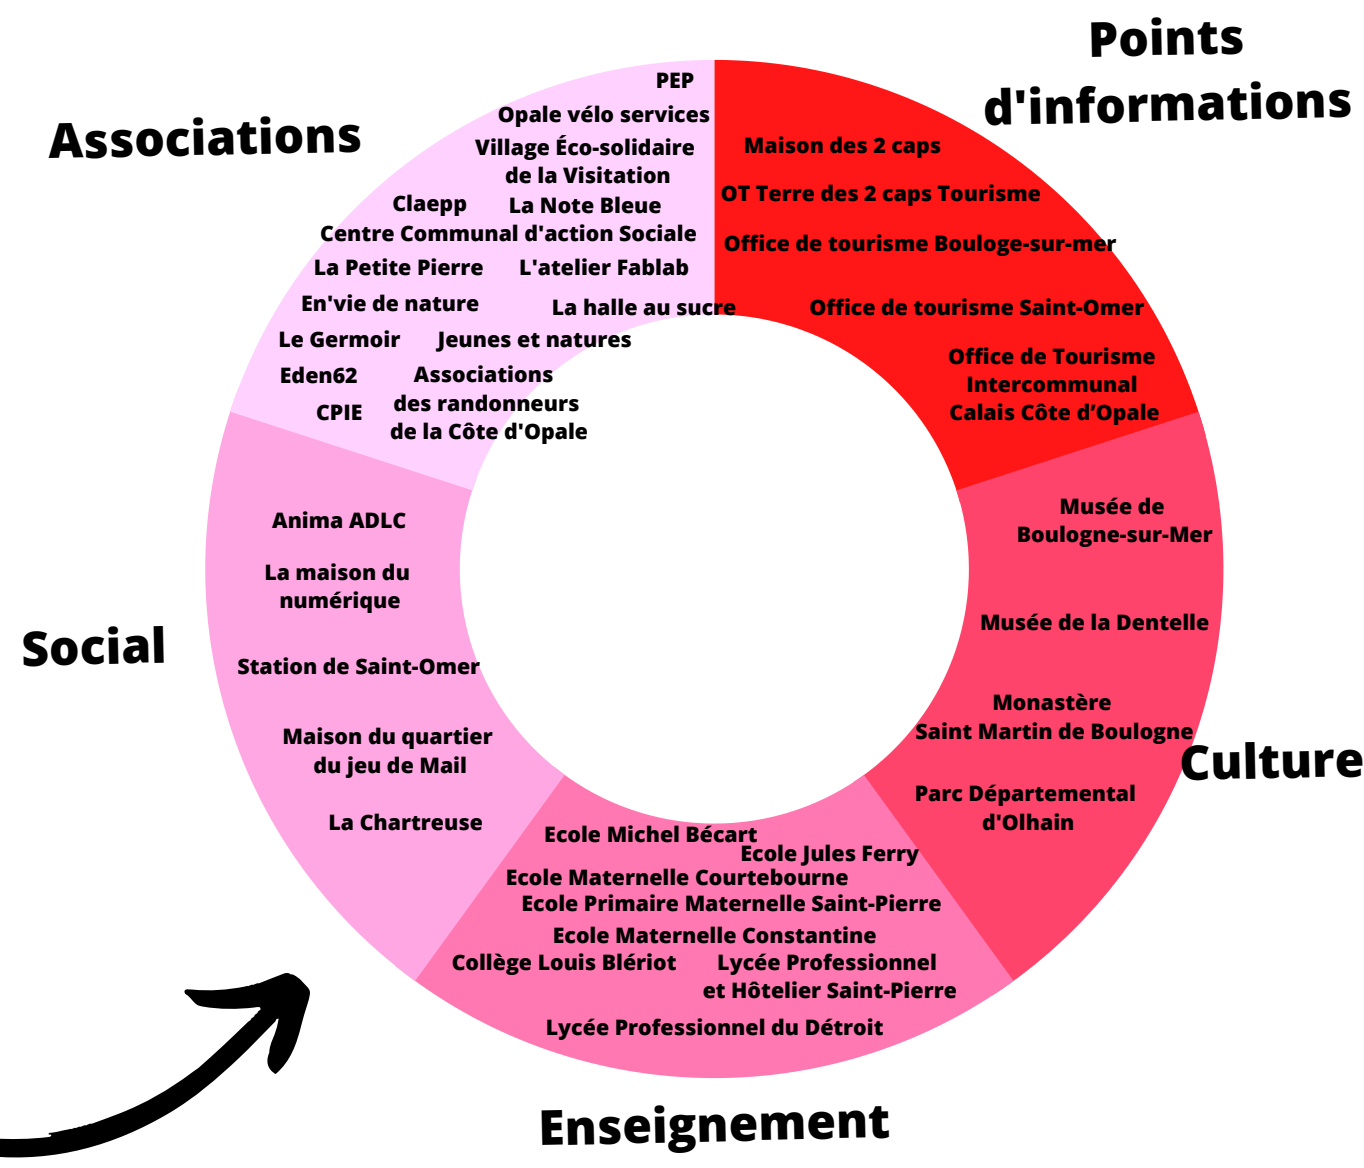 Points
d'informations
Maison des 2 caps
OT Terre des 2 caps Tourisme
Office de tourisme Bouloge-sur-mer
Office de tourisme Saint-Omer
Office de Tourisme
Intercommunal
Calais Côte d’Opale
Culture
Musée de
Boulogne-sur-Mer
Musée de la Dentelle
Monastère
Saint Martin de Boulogne
Parc Départemental
d'Olhain
Enseignement
Ecole Michel Bécart
Ecole Jules Ferry
Ecole Maternelle Courtebourne
Ecole Primaire Maternelle Saint-Pierre
Ecole Maternelle Constantine
Collège Louis Blériot
Lycée Professionnel
et Hôtelier Saint-Pierre
Lycée Professionnel du Détroit
Social
Anima ADLC
La maison du
numérique
Station de Saint-Omer
Maison du quartier
du jeu de Mail
La Chartreuse
Associations
PEP
Opale vélo services
Village Éco-solidaire
de la Visitation
Claepp
La Note Bleue
Centre Communal d'action Sociale
La Petite Pierre
L'atelier Fablab
En'vie de nature
La halle au sucre
Le Germoir
Jeunes et natures
Eden62
Associations
des randonneurs
de la Côte d'Opale
CPIE